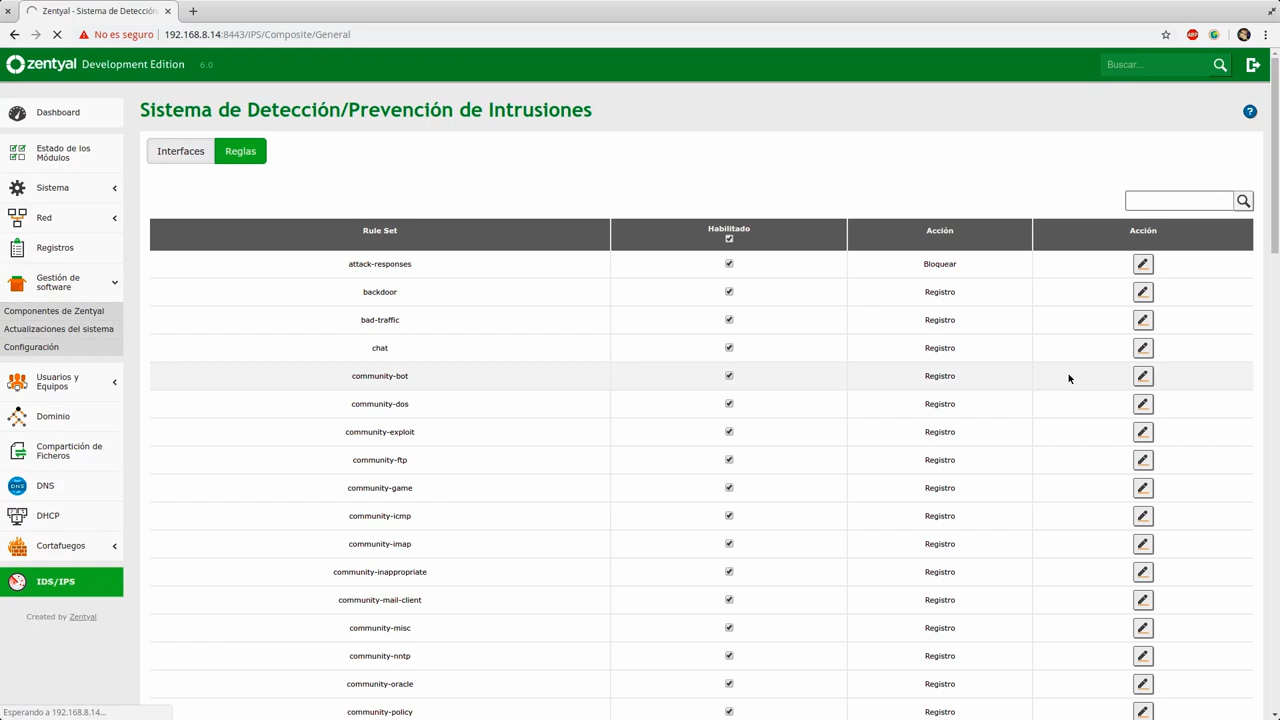 Zentyal - Sistema de Detección
No es seguro
192.168.8.14:8443/IPS/Composite/General
ABP
zentyal Development Edition 6.0
Buscar...
Dashboard
Estado de los
Módulos
Sistema
Red
Registros
Gestión de
software
Componentes de Zentyal
Actualizaciones del sistema
Configuración
Usuarios y
Equipos
Dominio
Compartición de
Ficheros
DNS
DNS
DHCP
Cortafuegos
IDS/IPS
Created by Zentyal
Sistema de Detección/Prevención de Intrusiones
?
Interfaces
Reglas
Rule Set Habilitado Acción Acción
attack-responses Bloquear
backdoor Registro
bad-traffic Registro
chat Registro
community-bot Registro
community-dos Registro
community-exploit Registro
community-ftp Registro
community-game Registro
community-icmp Registro
community-imap Registro
community-inappropriate Registro
community-mail-client Registro
community-misc Registro
community-nntp Registro
community-oracle Registro
community-policy Registro
Esperando a 192.168.8.14...